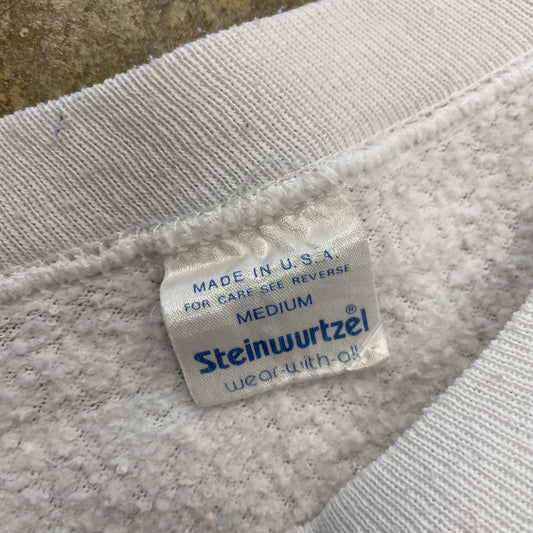 MADE IN U.S.A.
FOR CARE SEE REVERSE
MEDIUM
Steinwurtzel®
wear-with-all